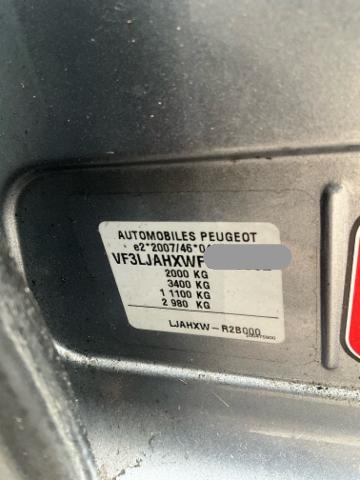 AUTOMOBILES PEUGEOT
e2*2007/46*0
VF3LJAHXWF
2000 KG
3400 KG
1 1100 KG
2 980 KG
LJAHXW-R2B000